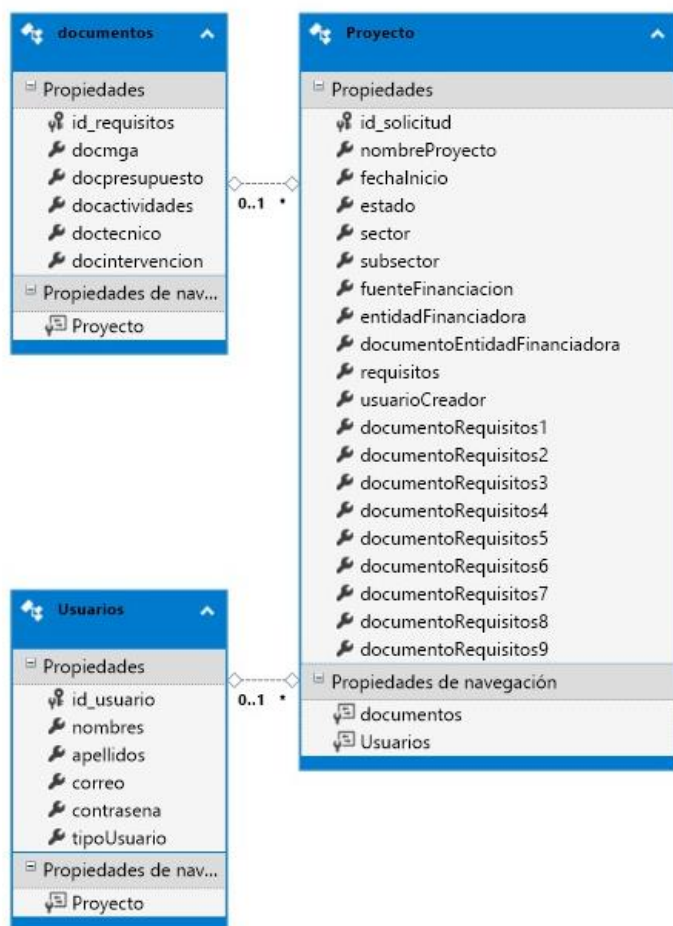 documentos
Propiedades
id_requisitos
docmga
docpresupuesto
docactividades
doctecnico
docintervencion
Propiedades de nav...
Proyecto
0..1 *
Proyecto
Propiedades
id_solicitud
nombreProyecto
fechaInicio
estado
sector
subsector
fuenteFinanciacion
entidadFinanciadora
documentoEntidadFinanciadora
requisitos
usuarioCreador
documentoRequisitos1
documentoRequisitos2
documentoRequisitos3
documentoRequisitos4
documentoRequisitos5
documentoRequisitos6
documentoRequisitos7
documentoRequisitos8
documentoRequisitos9
Propiedades de navegación
documentos
Usuarios
Usuarios
Propiedades
id_usuario
nombres
apellidos
correo
contrasena
tipoUsuario
Propiedades de nav...
Proyecto
0..1 *